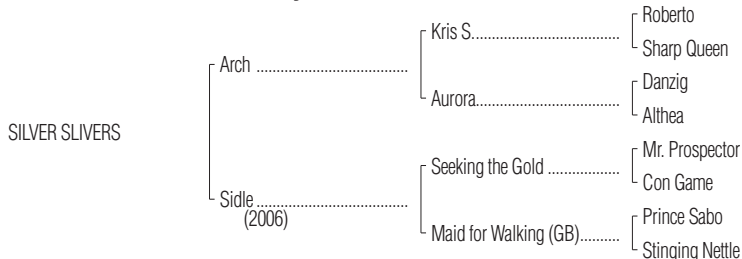 Roberto
Kris S.......................................
Sharp Queen
Arch ........................................
Danzig
Aurora......................................
Althea
SILVER SLIVERS
Mr. Prospector
Seeking the Gold ....................
Con Game
Sidle ........................................
(2006)
Prince Sabo
Maid for Walking (GB)..........
Stinging Nettle